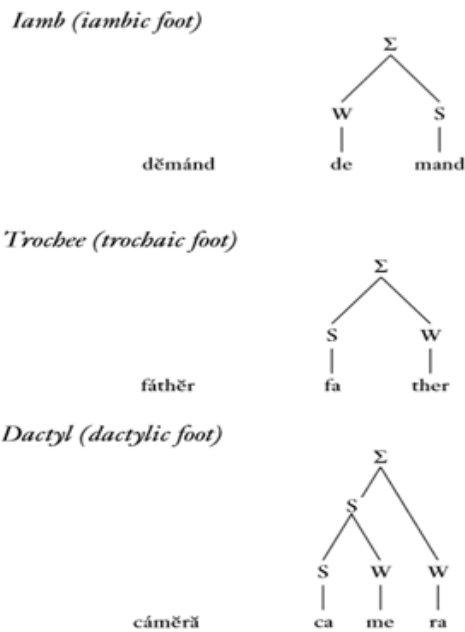 Iamb (iambic foot)
Σ
W S
dĕmánd de mand
Trochee (trochaic foot)
Σ
S W
fáthĕr fa ther
Dactyl (dactylic foot)
Σ
S
S W W
cámĕră ca me ra